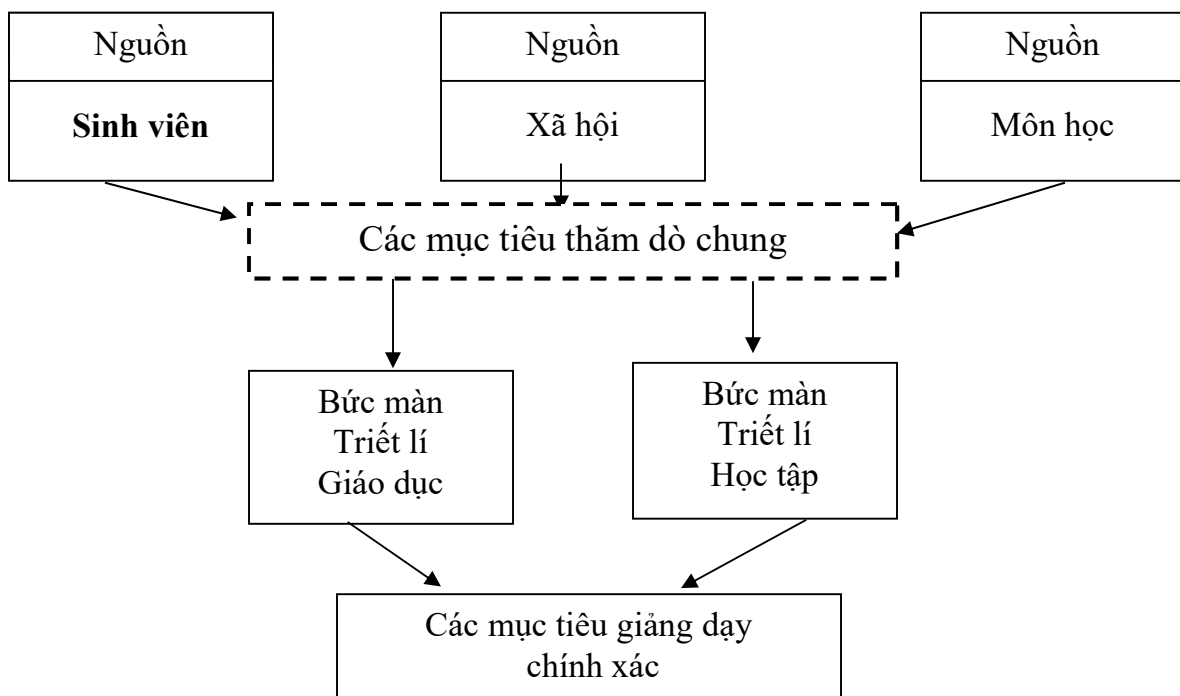 Nguồn
Sinh viên
Nguồn
Xã hội
Nguồn
Môn học
Các mục tiêu thăm dò chung
Bức màn
Triết lí
Giáo dục
Bức màn
Triết lí
Học tập
Các mục tiêu giảng dạy
chính xác